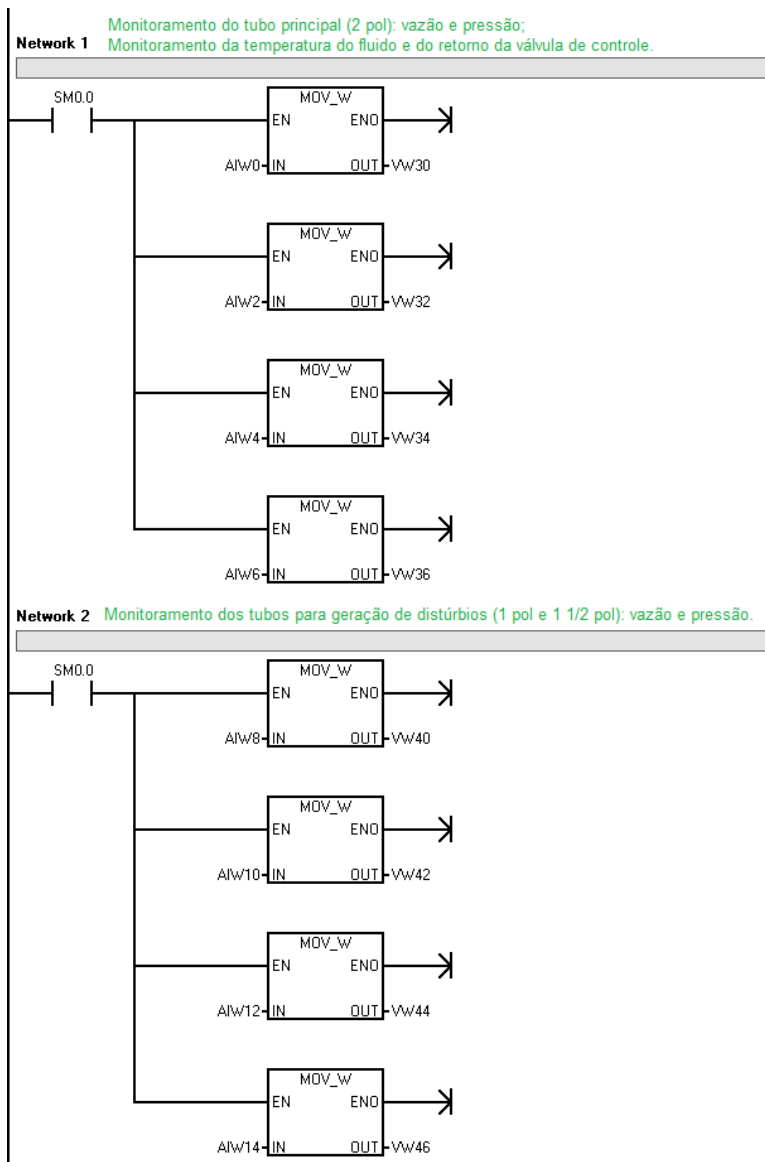 Monitoramento do tubo principal (2 pol): vazão e pressão;
Network 1 Monitoramento da temperatura do fluido e do retorno da válvula de controle.
SM0.0
MOV_W
EN ENO
AIW0 IN OUT VW30
MOV_W
EN ENO
AIW2 IN OUT VW32
MOV_W
EN ENO
AIW4 IN OUT VW34
MOV_W
EN ENO
AIW6 IN OUT VW36
Network 2 Monitoramento dos tubos para geração de distúrbios (1 pol e 1 1/2 pol): vazão e pressão.
SM0.0
MOV_W
EN ENO
AIW8 IN OUT VW40
MOV_W
EN ENO
AIW10 IN OUT VW42
MOV_W
EN ENO
AIW12 IN OUT VW44
MOV_W
EN ENO
AIW14 IN OUT VW46